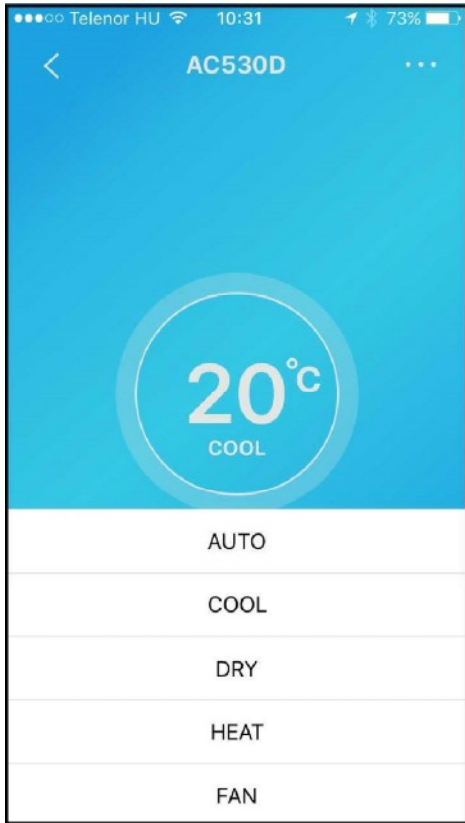 Telenor HU 10:31 73%
AC530D
20°C
COOL
AUTO
COOL
DRY
HEAT
FAN